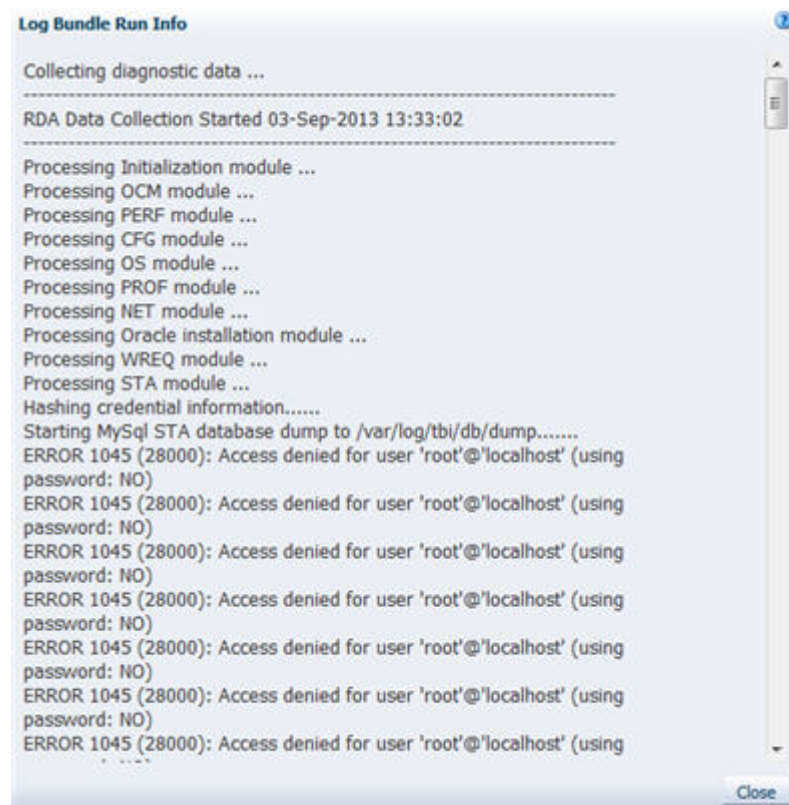 Log Bundle Run Info
Collecting diagnostic data ...
RDA Data Collection Started 03-Sep-2013 13:33:02
Processing Initialization module ...
Processing OCM module ...
Processing PERF module ...
Processing CFG module ...
Processing OS module ...
Processing PROF module ...
Processing NET module ...
Processing Oracle installation module ...
Processing WREQ module ...
Processing STA module ...
Hashing credential information......
Starting MySql STA database dump to /var/log/tbi/db/dump.......
ERROR 1045 (28000): Access denied for user 'root'@'localhost' (using
password: NO)
ERROR 1045 (28000): Access denied for user 'root'@'localhost' (using
password: NO)
ERROR 1045 (28000): Access denied for user 'root'@'localhost' (using
password: NO)
ERROR 1045 (28000): Access denied for user 'root'@'localhost' (using
password: NO)
ERROR 1045 (28000): Access denied for user 'root'@'localhost' (using
password: NO)
ERROR 1045 (28000): Access denied for user 'root'@'localhost' (using
password: NO)
ERROR 1045 (28000): Access denied for user 'root'@'localhost' (using
Close